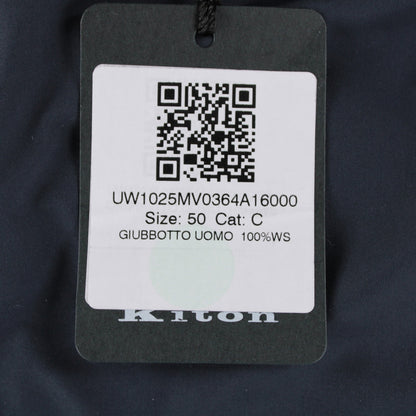 UW1025MV0364A16000
Size: 50 Cat: C
GIUBBOTTO UOMO 100%WS
Kiton